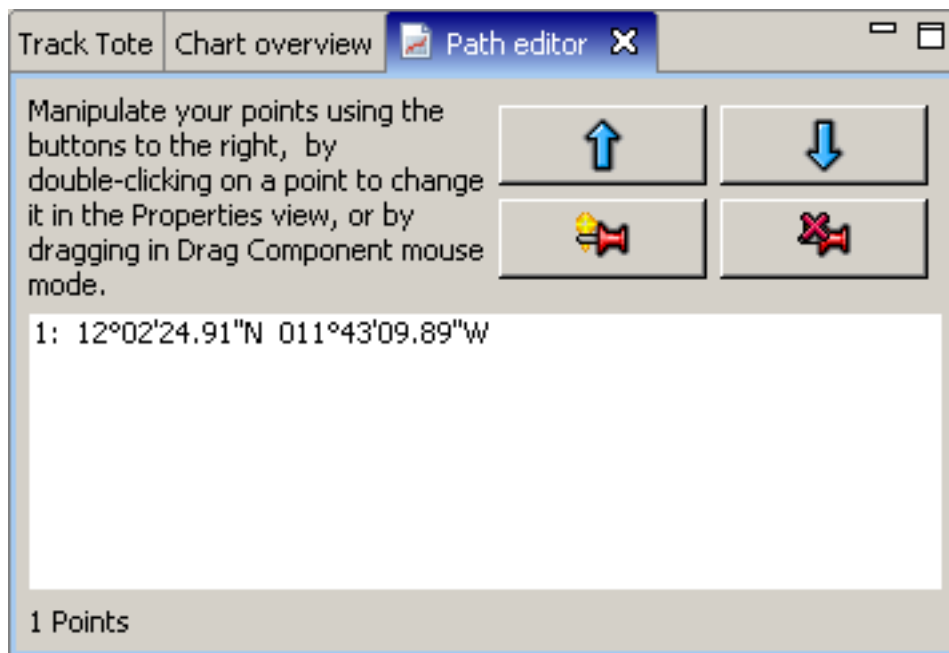 Track Tote Chart overview Path editor
Manipulate your points using the
buttons to the right,  by
double-clicking on a point to change
it in the Properties view, or by
dragging in Drag Component mouse
mode.
1:  12°02'24.91"N  011°43'09.89"W
1 Points